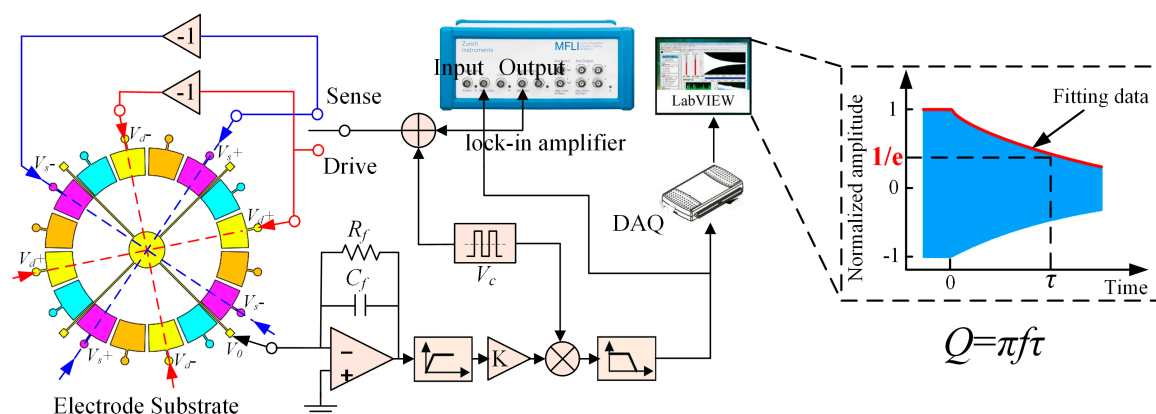 -1
-1
Sense
Drive
V_d-
V_s+
V_s-
V_d+
V_d+
V_s-
V_s+
V_d-
V_0
Electrode Substrate
Zurich
Instruments
MFLI
Input
Output
lock-in amplifier
LabVIEW
DAQ
R_f
C_f
V_c
−
+
K
Normalized amplitude
1
1/e
0
-1
Fitting data
0
τ
Time
Q=πfτ